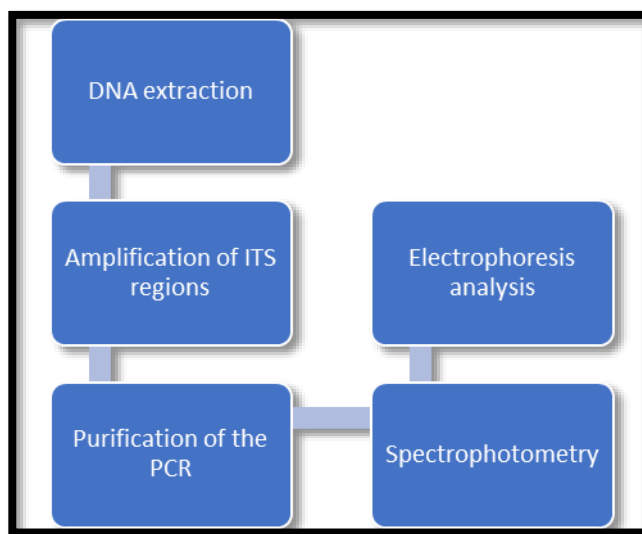 DNA extraction
Amplification of ITS
regions
Purification of the
PCR
Spectrophotometry
Electrophoresis
analysis